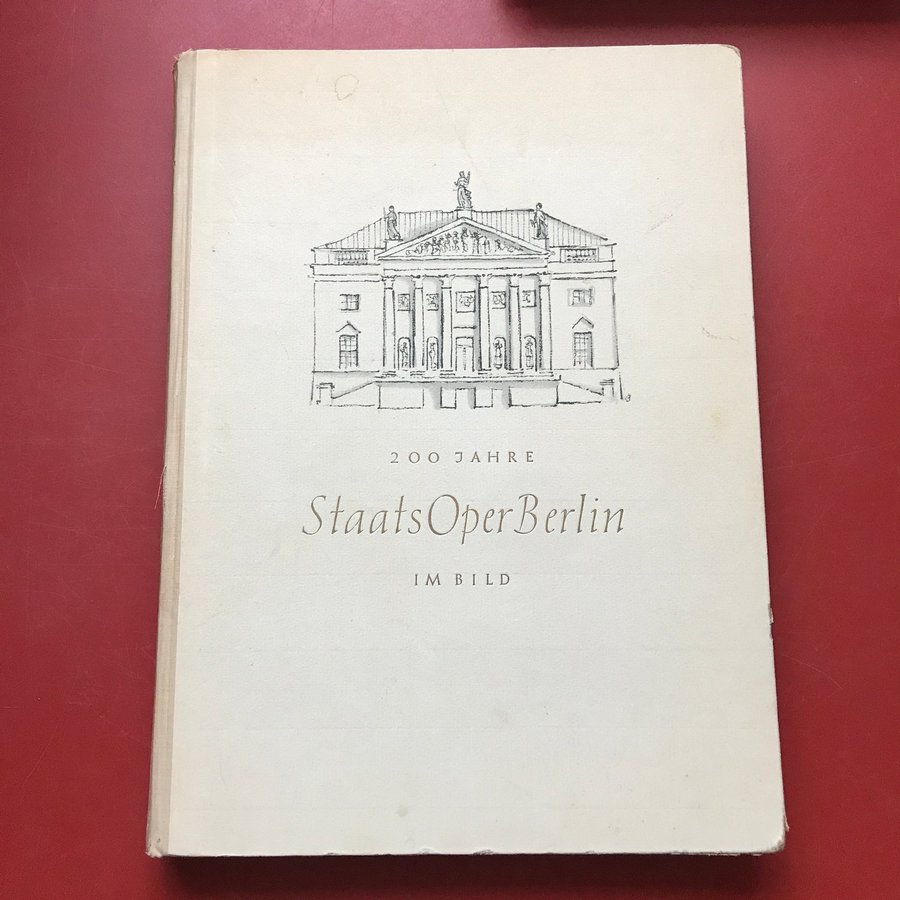 200 JAHRE
StaatsOperBerlin
IM BILD